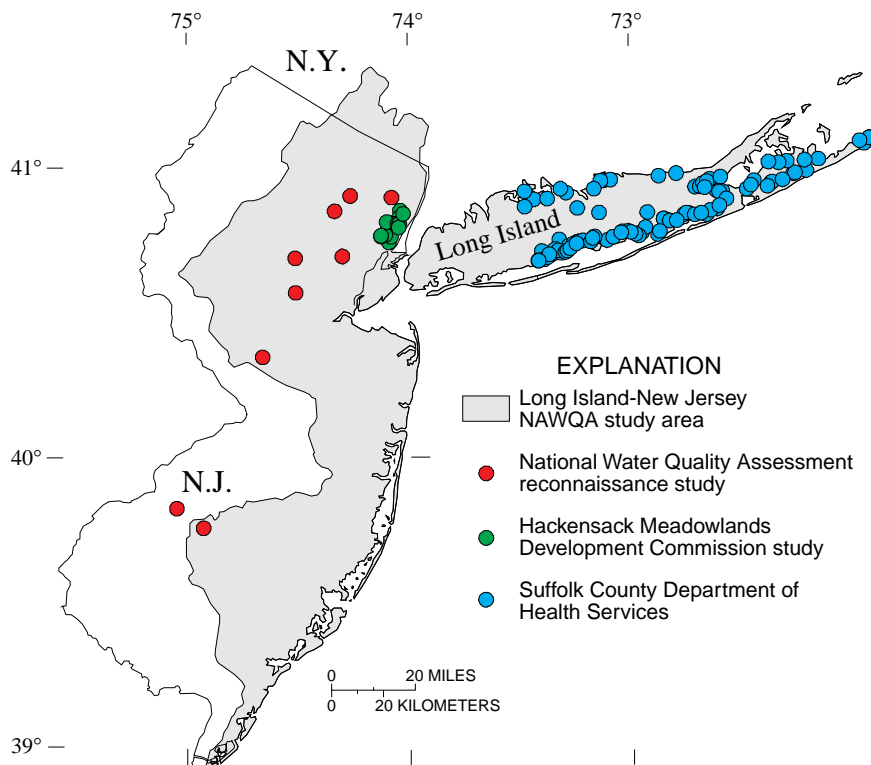 75°
74°
73°
N.Y.
41°
Long Island
EXPLANATION
Long Island-New Jersey
NAWQA study area
40°
National Water Quality Assessment
reconnaissance study
N.J.
Hackensack Meadowlands
Development Commission study
Suffolk County Department of
Health Services
0 20 MILES
0 20 KILOMETERS
39°